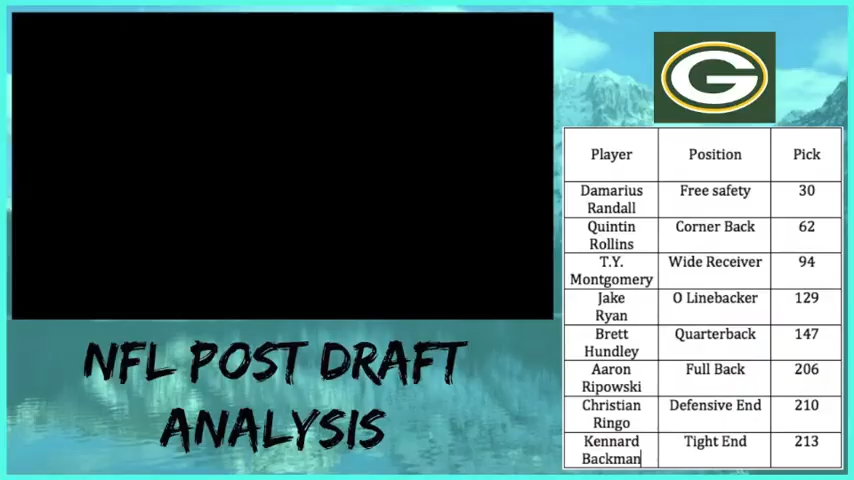 G
Player Position Pick
Damarius Free safety 30
Randall
Quintin Corner Back 62
Rollins
T.Y. Wide Receiver 94
Montgomery
Jake O Linebacker 129
Ryan
Brett Quarterback 147
Hundley
Aaron Full Back 206
Ripowski
Christian Defensive End 210
Ringo
Kennard Tight End 213
Backman
NFL POST DRAFT
ANALYSIS